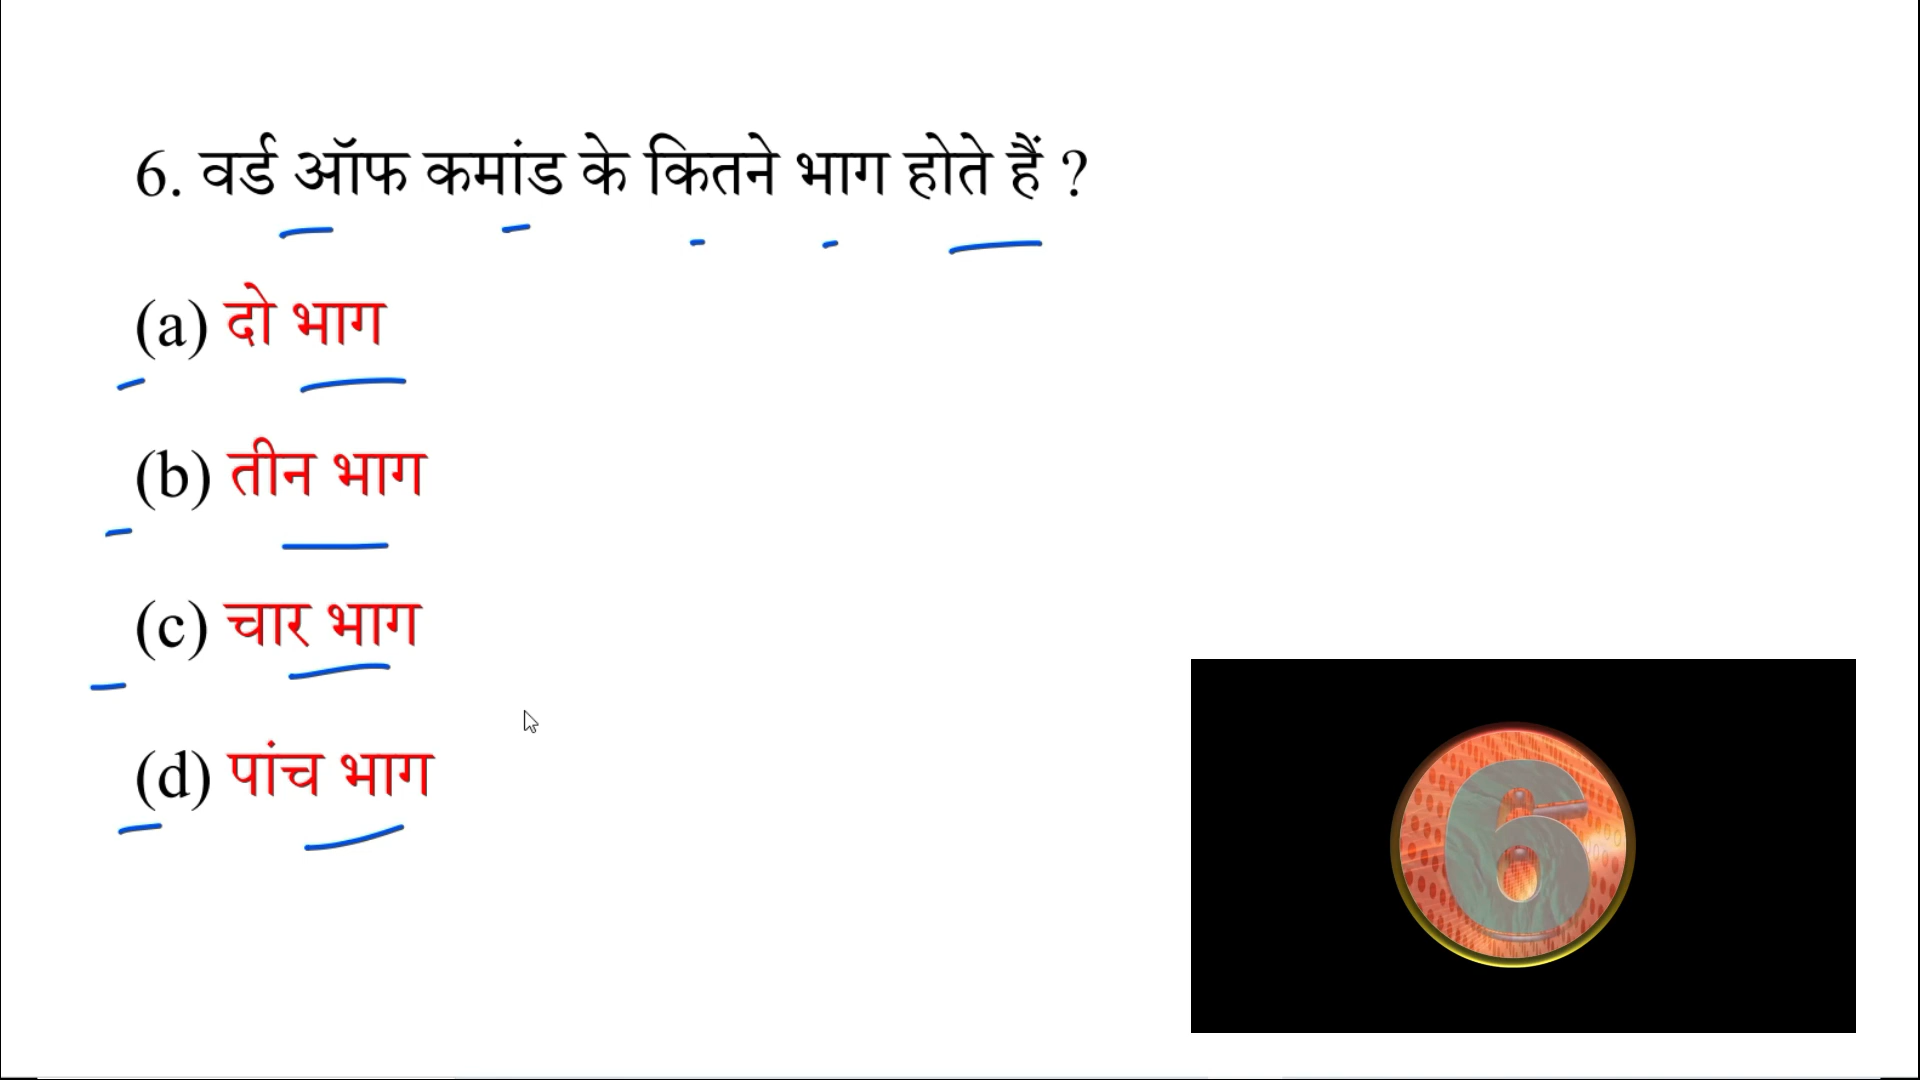 6. वर्ड ऑफ कमांड के कितने भाग होते हैं ?
(a) दो भाग
(b) तीन भाग
(c) चार भाग
(d) पांच भाग
6